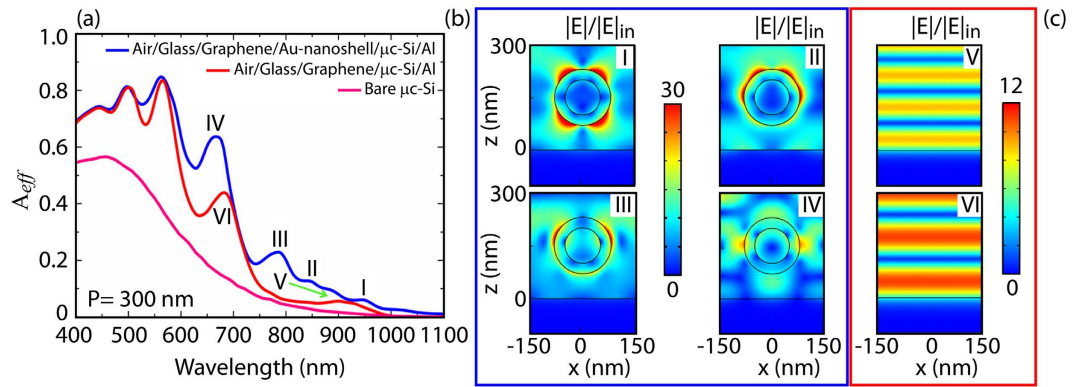 (a)
1.0
0.8
0.6
0.4
0.2
0
A_eff
Air/Glass/Graphene/Au-nanoshell/μc-Si/Al
Air/Glass/Graphene/μc-Si/Al
Bare μc-Si
IV
VI
III
II
V
I
P= 300 nm
400 500 600 700 800 900 1000 1100
Wavelength (nm)
(b)
|E|/|E|in
|E|/|E|in
|E|/|E|in
(c)
300
z (nm)
0
I
II
V
30
0
12
0
300
z (nm)
0
III
IV
VI
-150 0 150
x (nm)
-150 0 150
x (nm)
-150 0 150
x (nm)